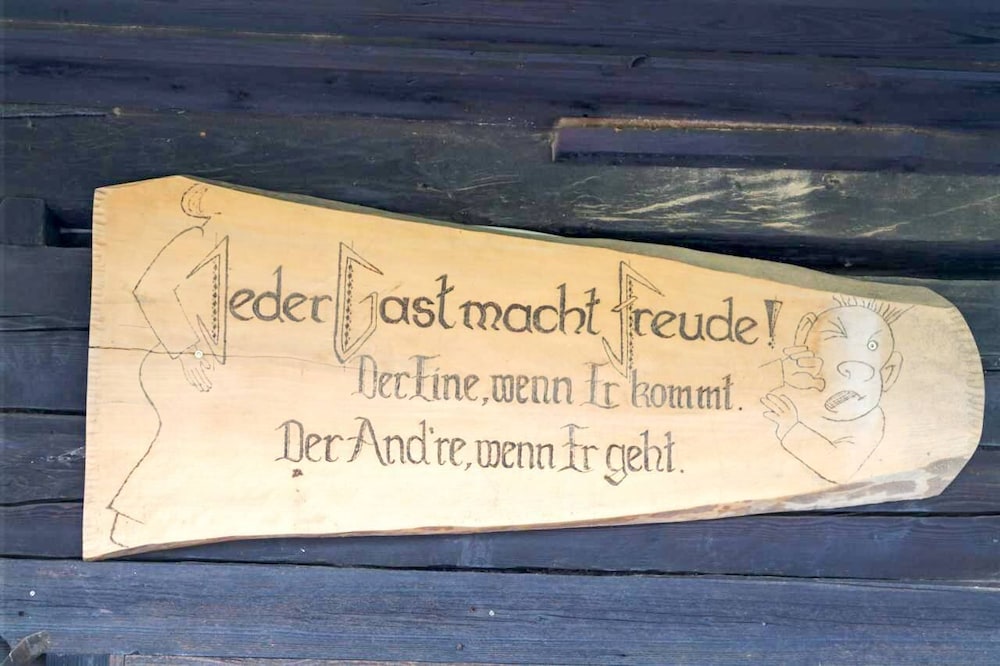 Jeder Gast macht Freude!
Der Eine, wenn Er kommt.
Der And're, wenn Er geht.